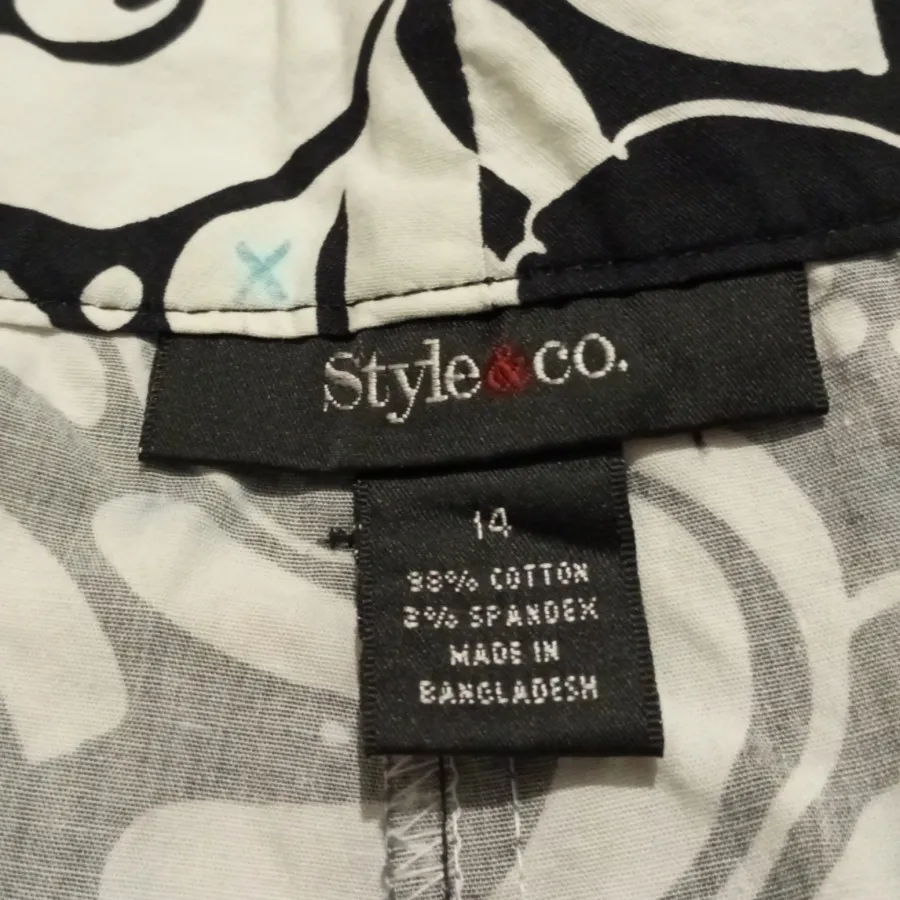 Style&co.
14
98% COTTON
2% SPANDEX
MADE IN
BANGLADESH